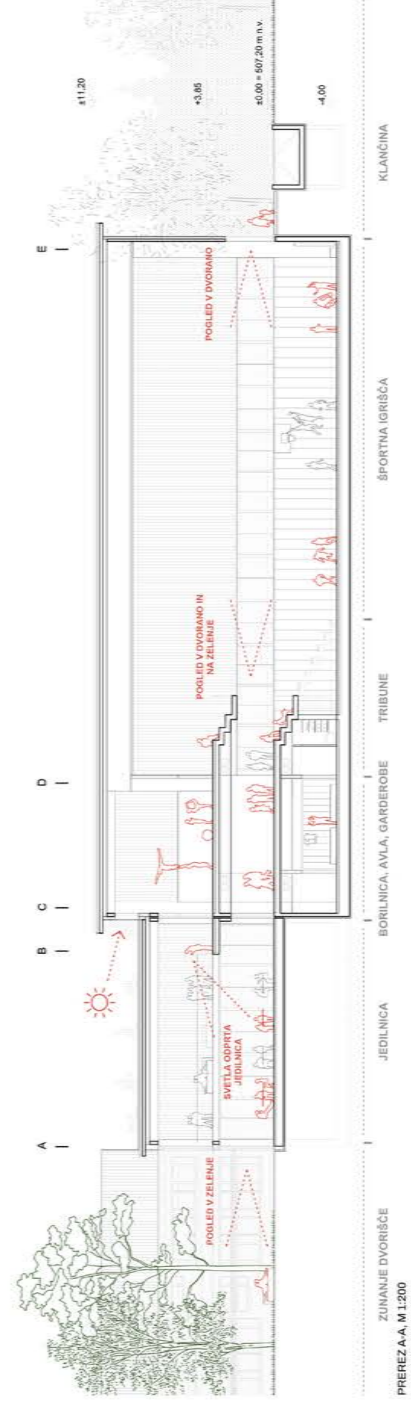 A
B
C
D
E
±11,20
+3,85
±0,00 = 507,20 m n.v.
-4,00
POGLED V ZELENJE
SVETLA ODPRTA
JEDILNICA
POGLED V DVORANO IN
NA ZELENJE
POGLED V DVORANO
ZUNANJE DVORIŠČE
JEDILNICA
BORILNICA, AVLA, GARDEROBE
TRIBUNE
ŠPORTNA IGRIŠČA
KLANČINA
PREREZ A-A, M 1:200